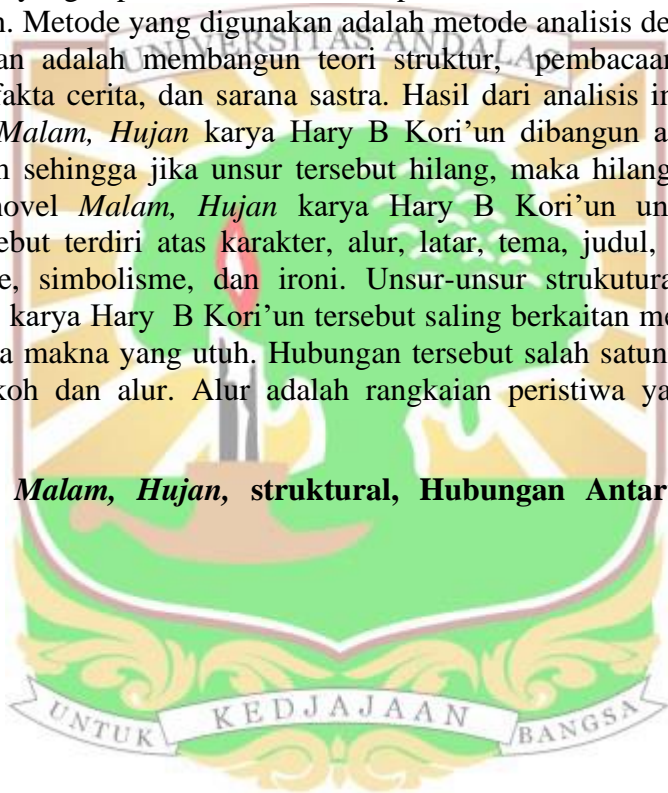 n. Metode yang digunakan adalah metode analisis de
UNIVERSITAS ANDALAS
an adalah membangun teori struktur, pembacaan
fakta cerita, dan sarana sastra. Hasil dari analisis in
Malam, Hujan karya Hary B Kori’un dibangun a
n sehingga jika unsur tersebut hilang, maka hilang
novel Malam, Hujan karya Hary B Kori’un un
ebut terdiri atas karakter, alur, latar, tema, judul,
e, simbolisme, dan ironi. Unsur-unsur strukutura
karya Hary B Kori’un tersebut saling berkaitan me
a makna yang utuh. Hubungan tersebut salah satun
koh dan alur. Alur adalah rangkaian peristiwa ya
Malam, Hujan, struktural, Hubungan Antar
UNTUK KEDJAJAAN BANGSA